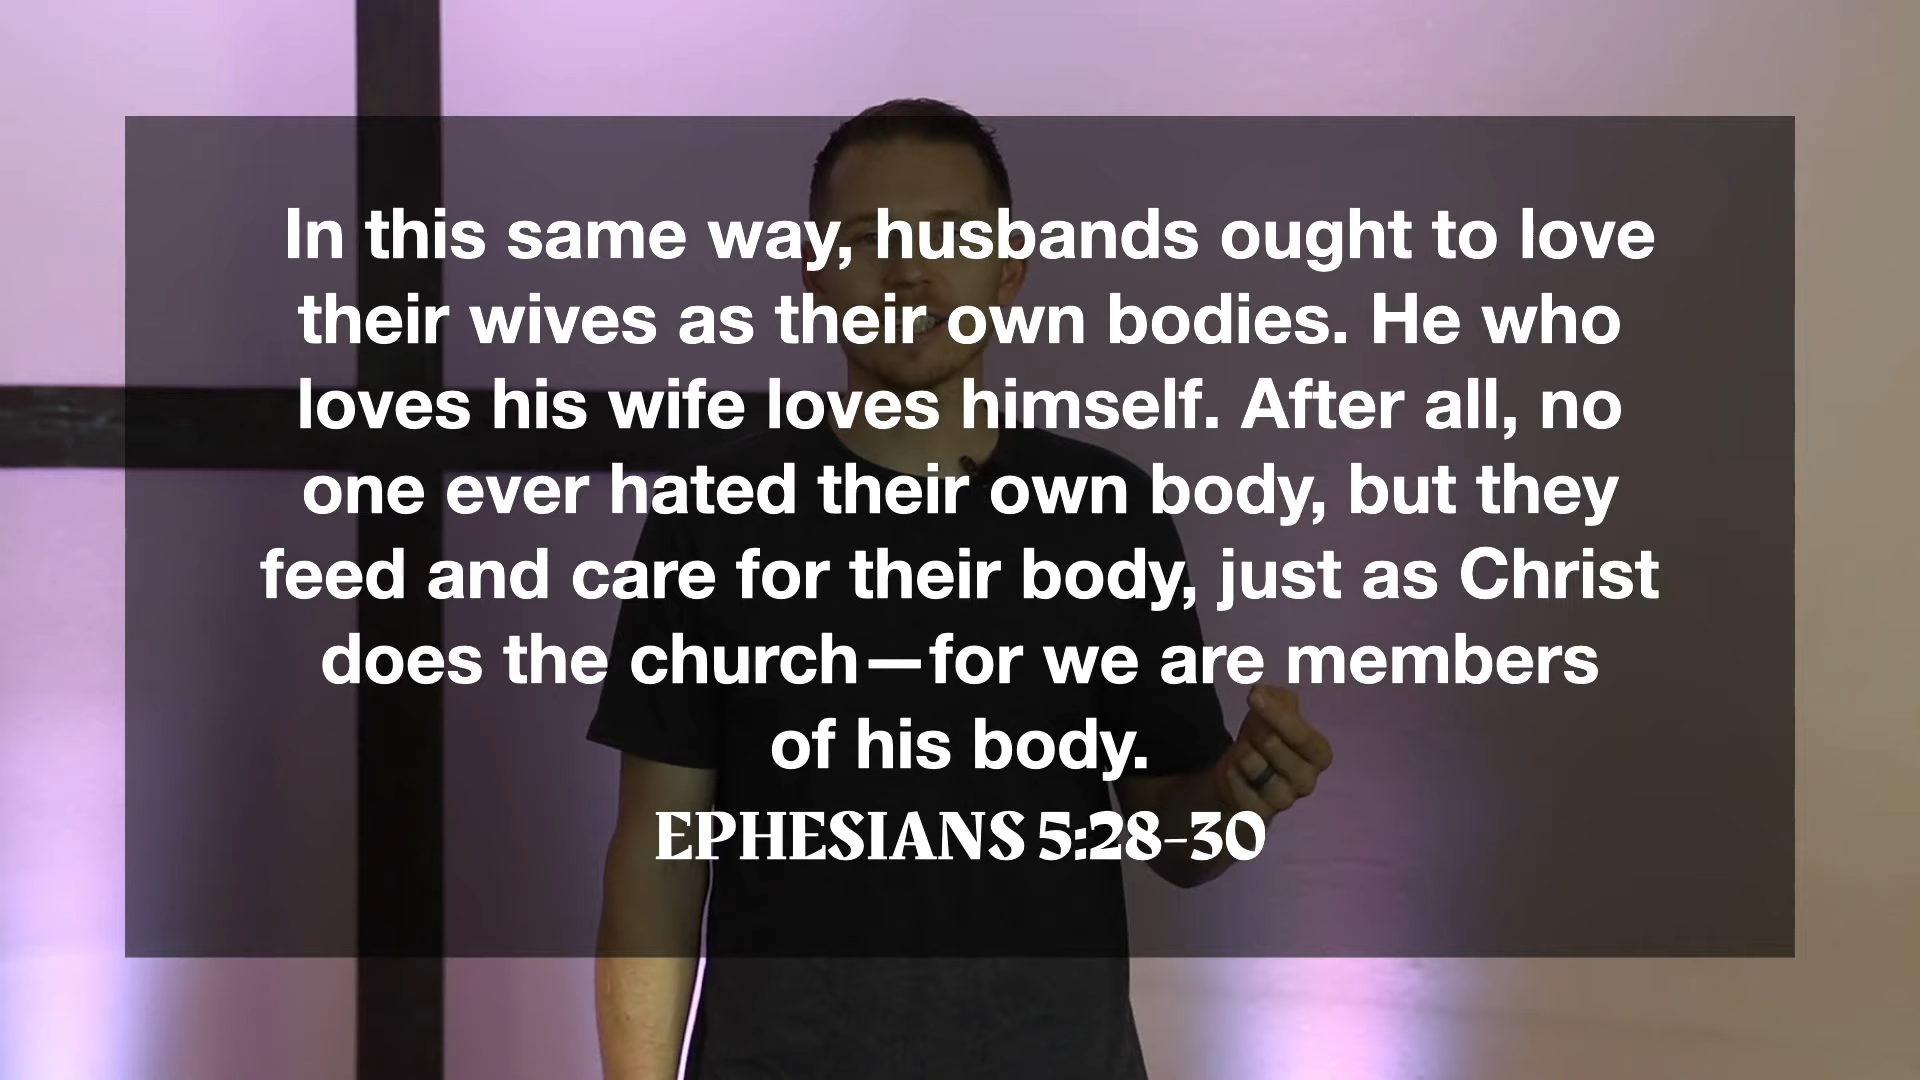 In this same way, husbands ought to love
their wives as their own bodies. He who
loves his wife loves himself. After all, no
one ever hated their own body, but they
feed and care for their body, just as Christ
does the church—for we are members
of his body.
EPHESIANS 5:28-30